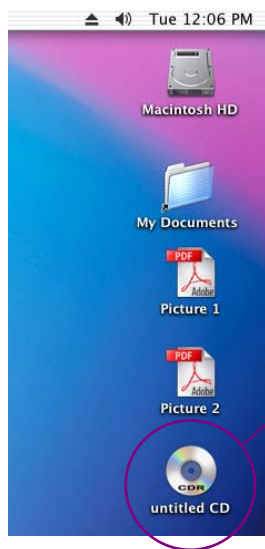 Tue 12:06 PM
Macintosh HD
My Documents
PDF
Adobe
Picture 1
PDF
Adobe
Picture 2
CDR
untitled CD